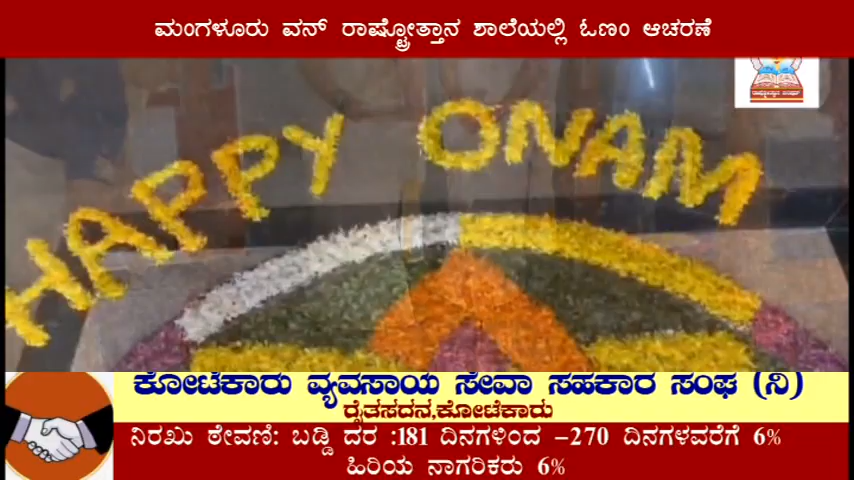 ಮಂಗಳೂರು ವನ್ ರಾಷ್ಟ್ರೋತ್ತಾನ ಶಾಲೆಯಲ್ಲಿ ಓಣಂ ಆಚರಣೆ
HAPPY ONAM
ಕೋಟೆಕಾರು ವ್ಯವಸಾಯ ಸೇವಾ ಸಹಕಾರ ಸಂಘ (ನಿ)
ರೈತಸದನ,ಕೋಟೆಕಾರು
ನಿರಖು ಠೇವಣಿ: ಬಡ್ಡಿ ದರ :181 ದಿನಗಳಿಂದ -270 ದಿನಗಳವರೆಗೆ 6%
ಹಿರಿಯ ನಾಗರಿಕರು 6%